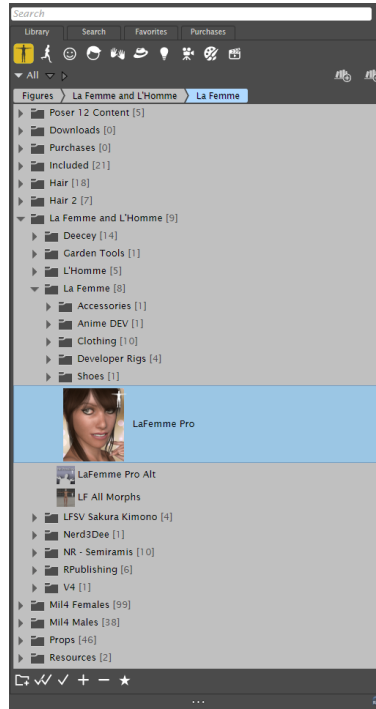 Search
Library Search Favorites Purchases
All
Figures La Femme and L'Homme La Femme
Poser 12 Content [5]
Downloads [0]
Purchases [0]
Included [21]
Hair [18]
Hair 2 [7]
La Femme and L'Homme [9]
Deecey [14]
Garden Tools [1]
L'Homme [5]
La Femme [8]
Accessories [1]
Anime DEV [1]
Clothing [10]
Developer Rigs [4]
Shoes [1]
LaFemme Pro
LaFemme Pro Alt
LF All Morphs
LFSV Sakura Kimono [4]
Nerd3Dee [1]
NR - Semiramis [10]
RPublishing [6]
V4 [1]
Mil4 Females [99]
Mil4 Males [38]
Props [46]
Resources [2]